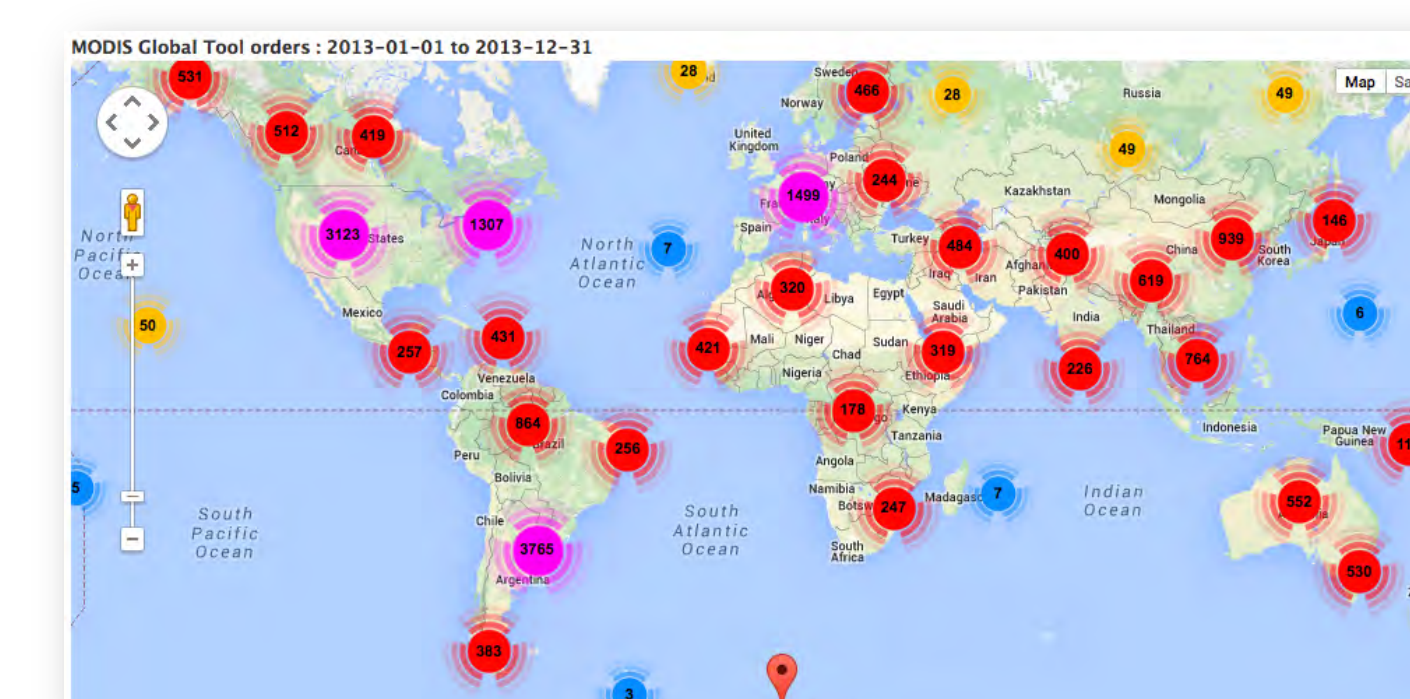 MODIS Global Tool orders : 2013-01-01 to 2013-12-31
531
28
Sweden
466
28
Russia
49
Map
Norway
512
419
United
Kingdom
49
Poland
244
1499
Kazakhstan
Mongolia
3123
States
1307
Spain
Italy
146
North
Pacific
Ocean
North
Atlantic
Ocean
7
Turkey
484
400
939
China
South
Korea
Iraq
Iran
Pakistan
619
320
Libya
Egypt
Saudi
Arabia
India
6
50
Mexico
257
431
421
Mali
Niger
Chad
Sudan
319
Thailand
764
226
Venezuela
Nigeria
Ethiopia
Colombia
864
178
Kenya
Tanzania
Indonesia
Papua New
Guinea
Peru
256
Bolivia
Angola
5
Namibia
247
7
Indian
Ocean
552
South
Pacific
Ocean
Chile
South
Atlantic
Ocean
3765
South
Africa
Argentina
530
383
3